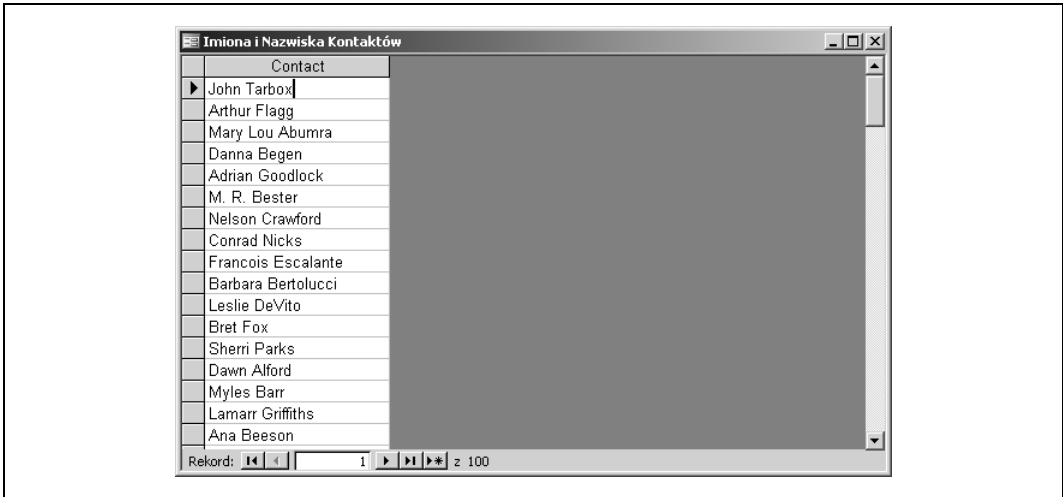 Imiona i Nazwiska Kontaktów
Contact
John Tarbox
Arthur Flagg
Mary Lou Abumra
Danna Begen
Adrian Goodlock
M. R. Bester
Nelson Crawford
Conrad Nicks
Francois Escalante
Barbara Bertolucci
Leslie DeVito
Bret Fox
Sherri Parks
Dawn Alford
Myles Barr
Lamarr Griffiths
Ana Beeson
Rekord: 1 z 100